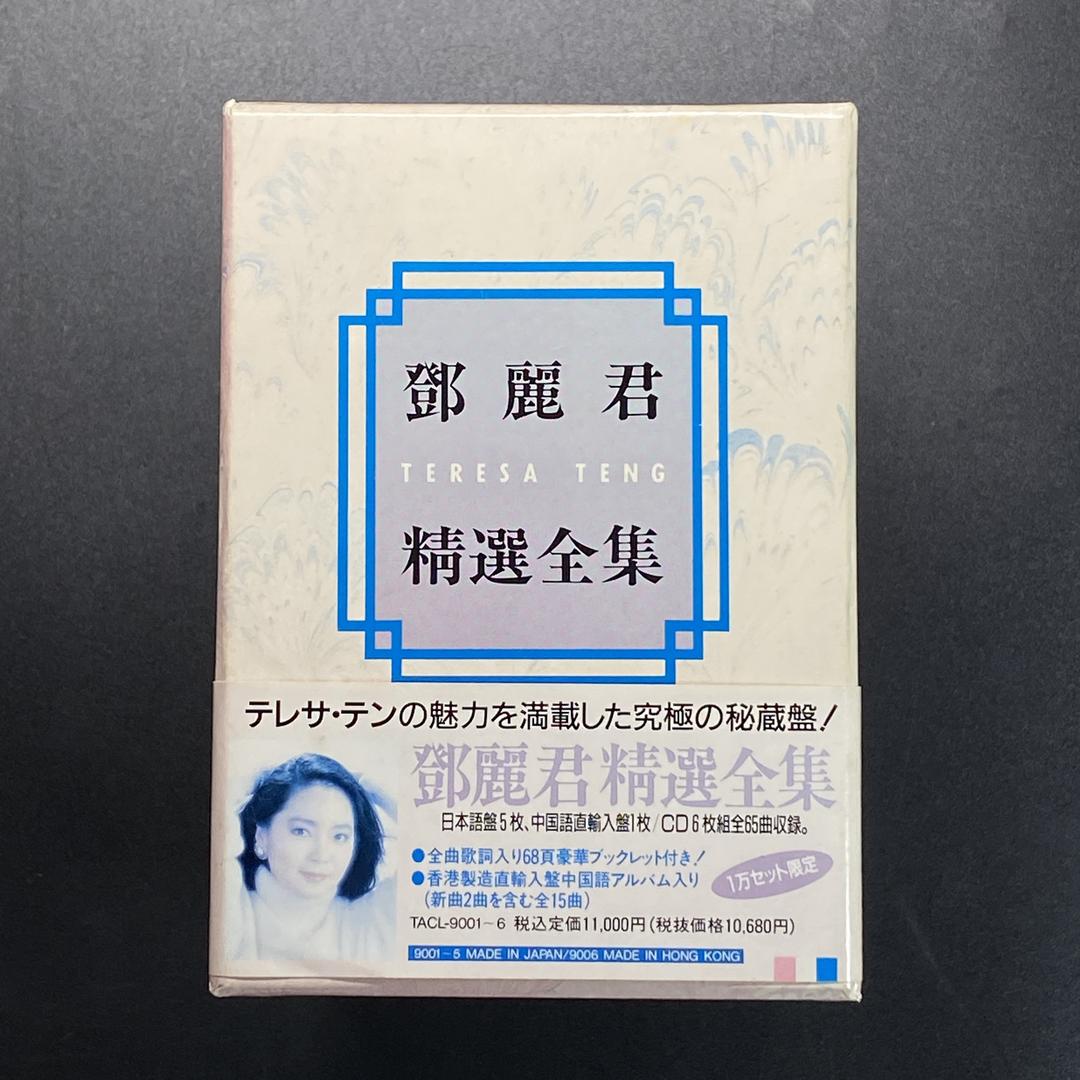 鄧麗君
TERESA TENG
精選全集
テレサ・テンの魅力を満載した究極の秘蔵盤!
鄧麗君精選全集
日本語盤5枚、中国語直輸入盤1枚/CD6枚組全65曲収録。
●全曲歌詞入り68頁豪華ブックレット付き!
●香港製造直輸入盤中国語アルバム入り
(新曲2曲を含む全15曲)
1万セット限定
TACL-9001~6 税込定価11,000円(税抜価格10,680円)
9001~5 MADE IN JAPAN/9006 MADE IN HONG KONG